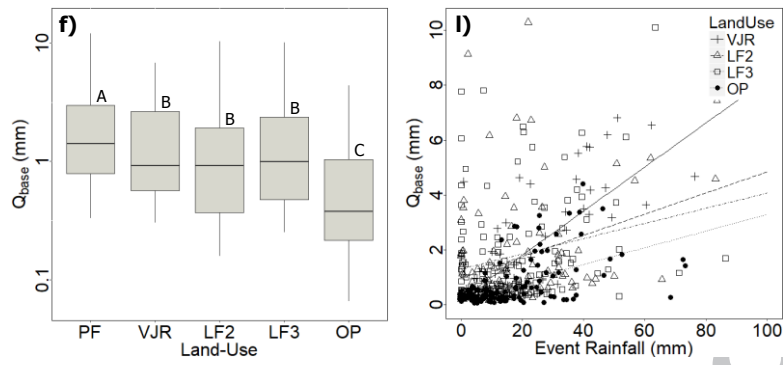 f)
Qbase (mm)
10
1
0.1
A
B
B
B
C
PF VJR LF2 LF3 OP
Land-Use
l)
Qbase (mm)
10
8
6
4
2
0
LandUse
VJR
LF2
LF3
OP
0 20 40 60 80 100
Event Rainfall (mm)